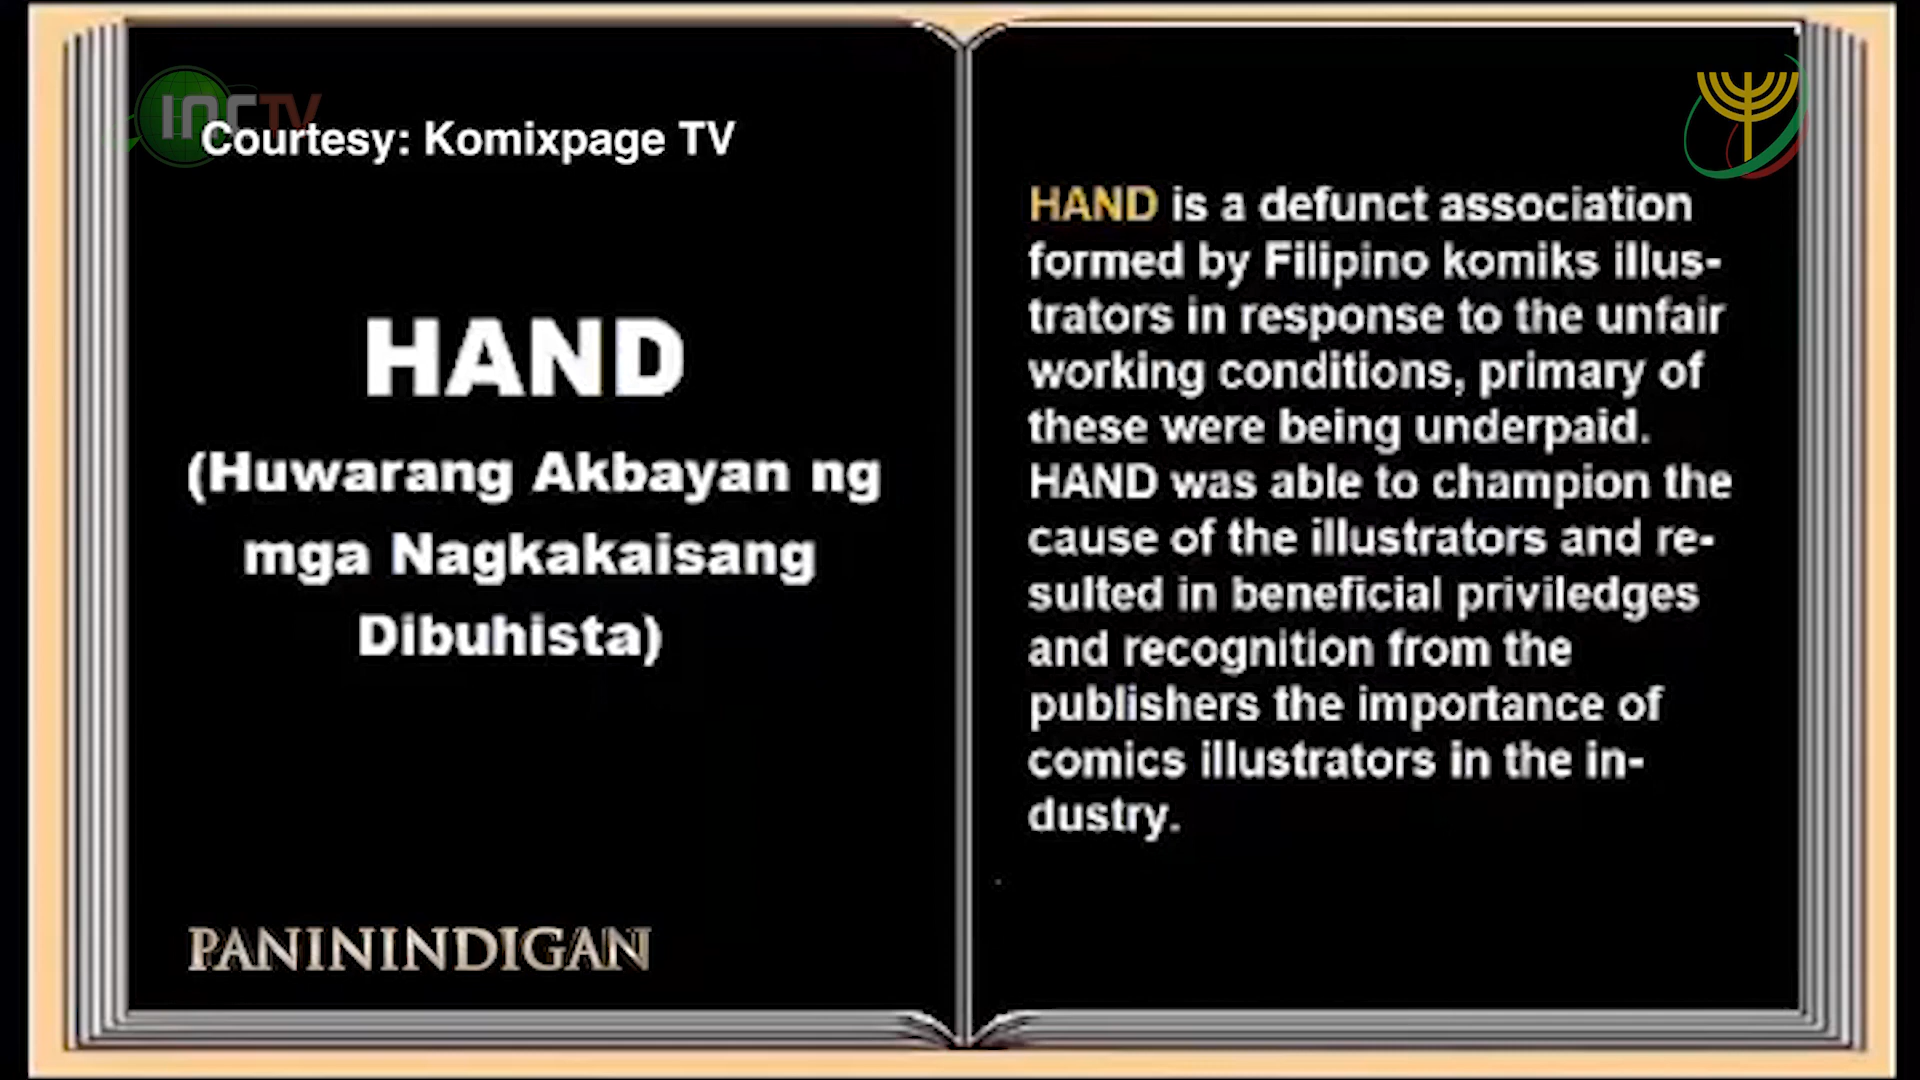 INCTV
Courtesy: Komixpage TV
HAND
(Huwarang Akbayan ng
mga Nagkakaisang
Dibuhista)
PANININDIGAN
HAND is a defunct association
formed by Filipino komiks illus-
trators in response to the unfair
working conditions, primary of
these were being underpaid.
HAND was able to champion the
cause of the illustrators and re-
sulted in beneficial priviledges
and recognition from the
publishers the importance of
comics illustrators in the in-
dustry.